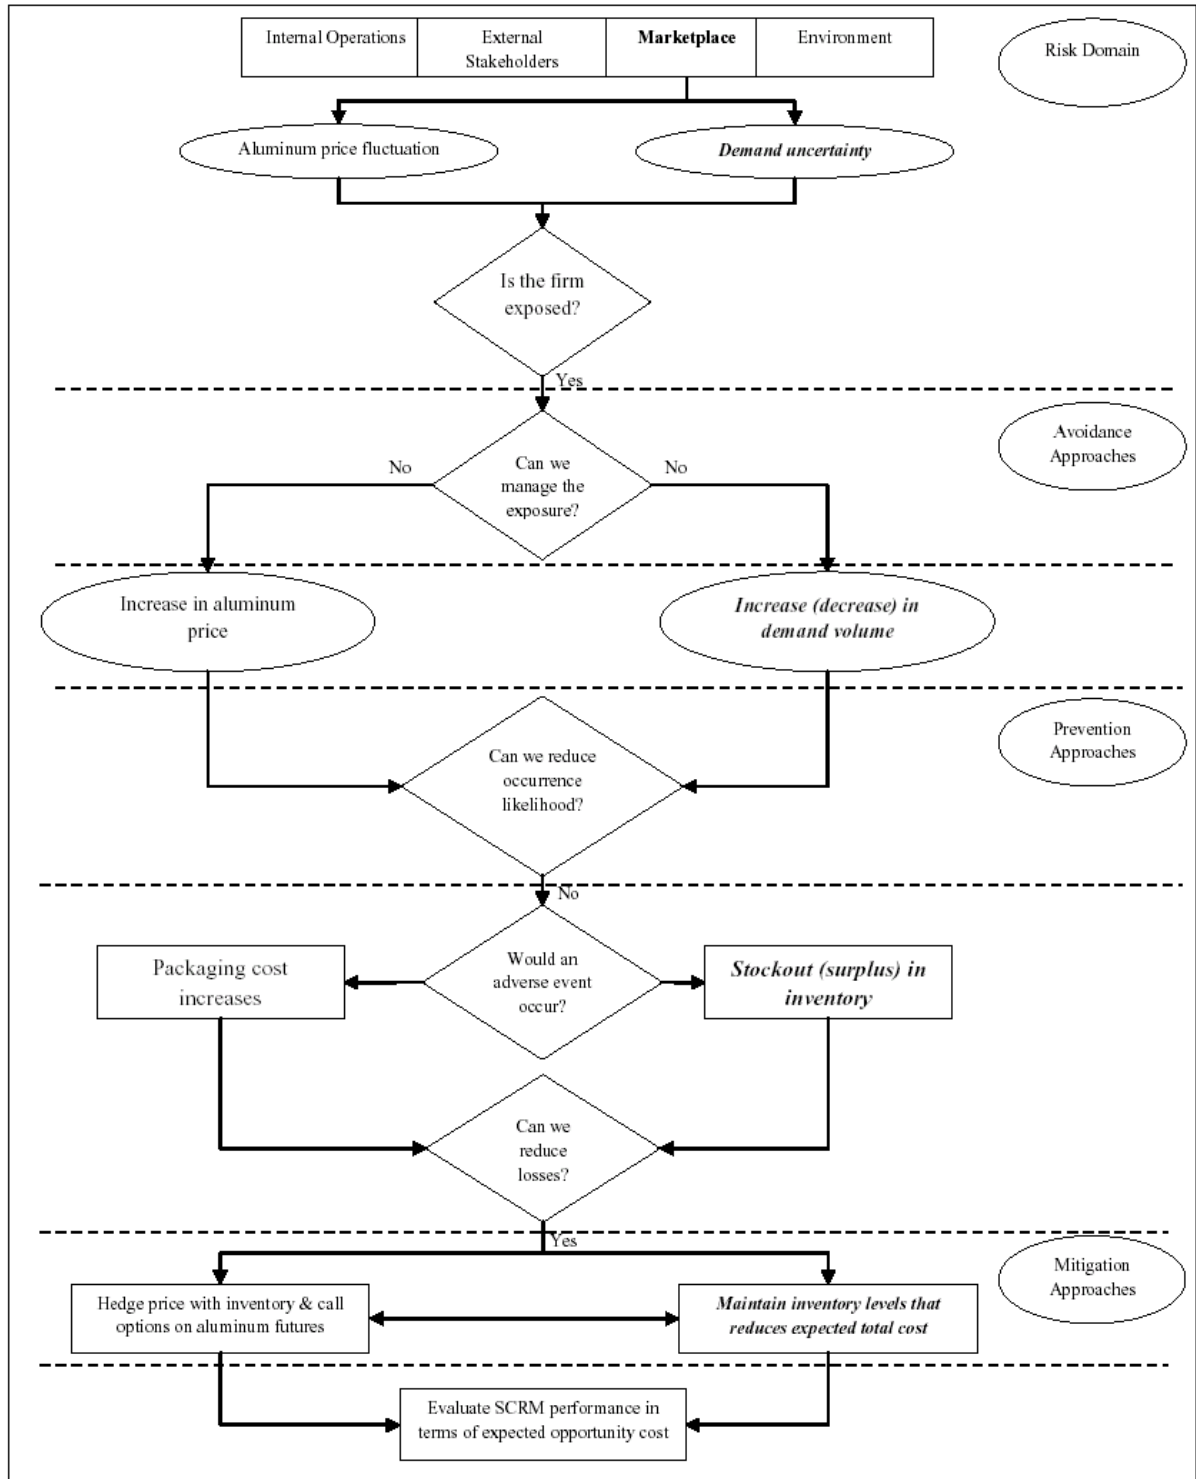 Internal Operations
External
Stakeholders
Marketplace
Environment
Risk Domain
Aluminum price fluctuation
Demand uncertainty
Is the firm
exposed?
Yes
Avoidance
Approaches
No
Can we
manage the
exposure?
No
Increase in aluminum
price
Increase (decrease) in
demand volume
Prevention
Approaches
Can we reduce
occurrence
likelihood?
No
Packaging cost
increases
Would an
adverse event
occur?
Stockout (surplus) in
inventory
Can we
reduce
losses?
Yes
Mitigation
Approaches
Hedge price with inventory & call
options on aluminum futures
Maintain inventory levels that
reduces expected total cost
Evaluate SCRM performance in
terms of expected opportunity cost